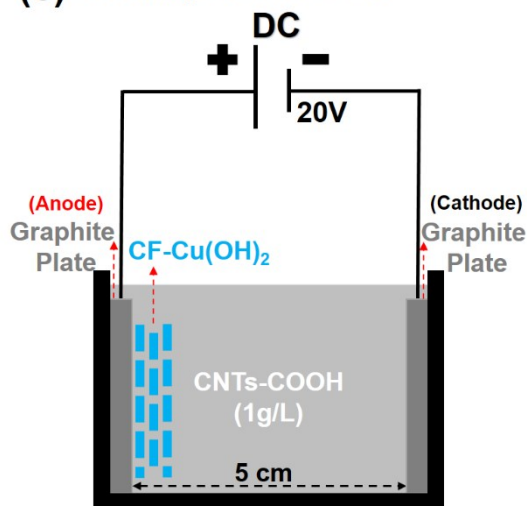 DC
+ −
20V
(Anode)
Graphite
Plate
CF-Cu(OH)₂
(Cathode)
Graphite
Plate
CNTs-COOH
(1g/L)
5 cm